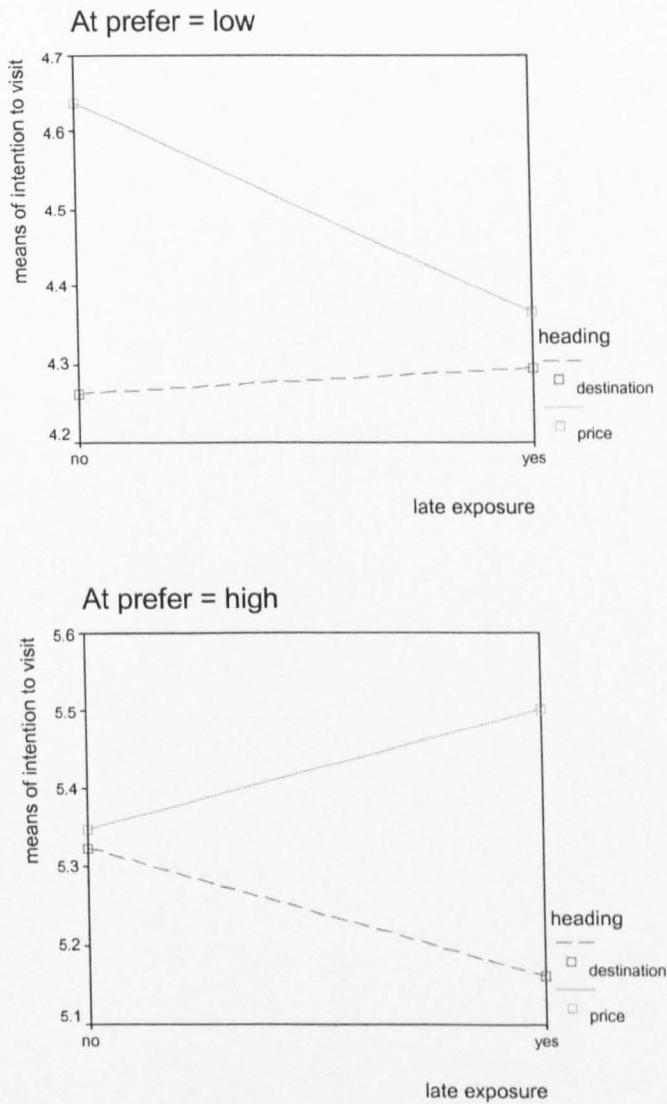 At prefer = low
means of intention to visit
4.7
4.6
4.5
4.4
4.3
4.2
no
yes
late exposure
heading
destination
price
At prefer = high
means of intention to visit
5.6
5.5
5.4
5.3
5.2
5.1
no
yes
late exposure
heading
destination
price